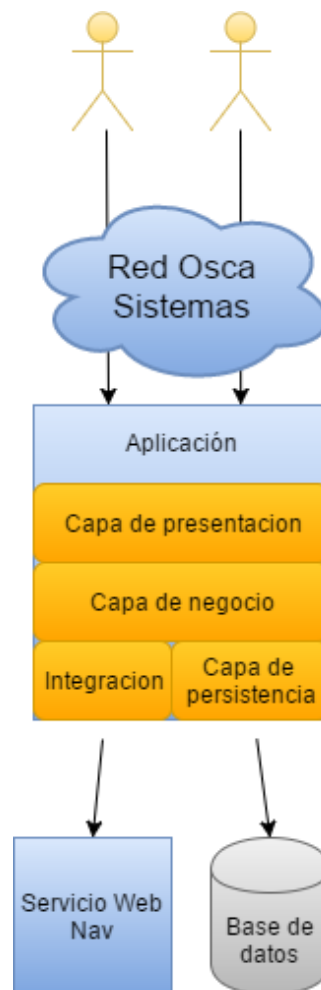 Red Osca
Sistemas
Aplicación
Capa de presentacion
Capa de negocio
Integracion
Capa de
persistencia
Servicio Web
Nav
Base de
datos